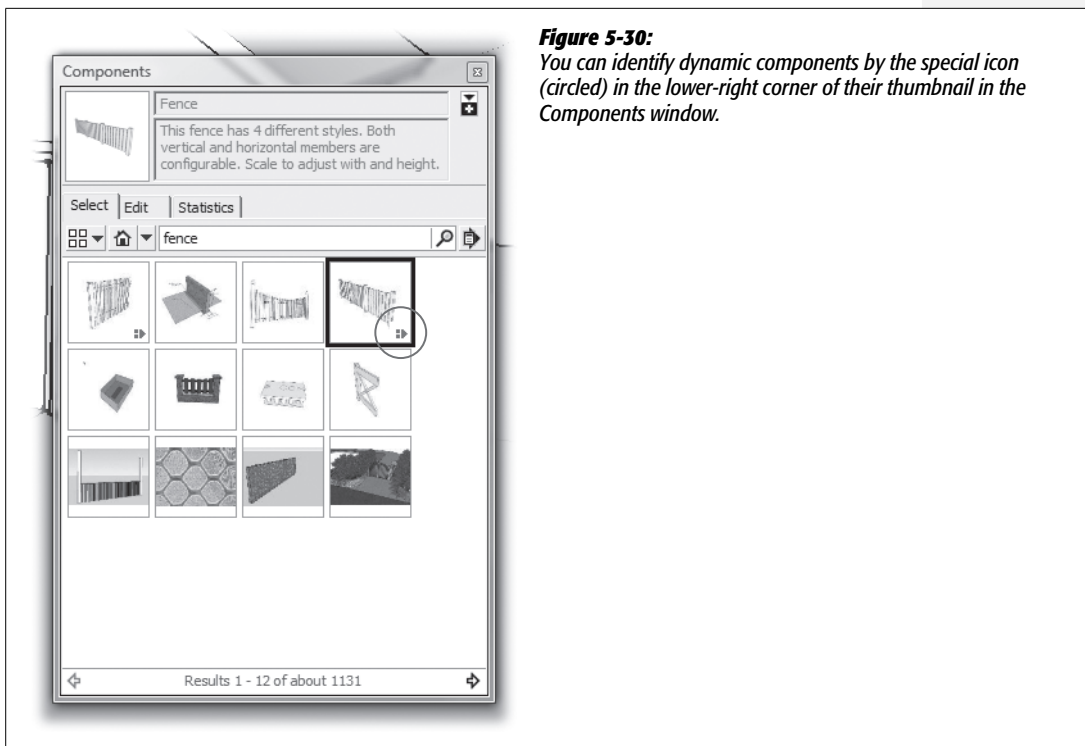 Figure 5-30:
You can identify dynamic components by the special icon
(circled) in the lower-right corner of their thumbnail in the
Components window.
Components
Fence
This fence has 4 different styles. Both
vertical and horizontal members are
configurable. Scale to adjust with and height.
Select Edit Statistics
fence
Results 1 - 12 of about 1131